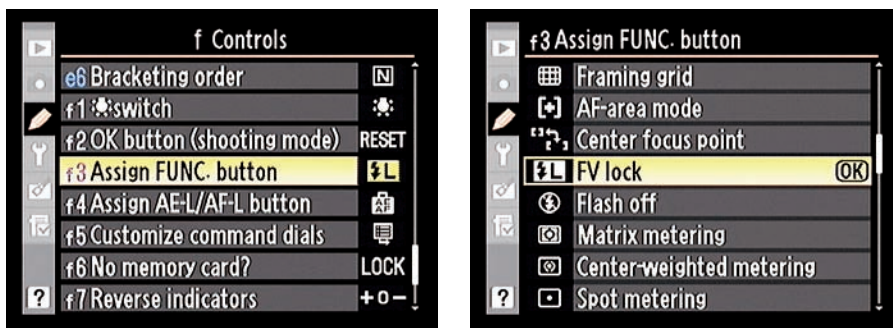 f Controls
e6 Bracketing order N
f1 switch
f2 OK button (shooting mode) RESET
f3 Assign FUNC. button L
f4 Assign AE-L/AF-L button AE AF
f5 Customize command dials
f6 No memory card? LOCK
f7 Reverse indicators +0−
?
f3 Assign FUNC. button
Framing grid
AF-area mode
Center focus point
L FV lock OK
Flash off
Matrix metering
Center-weighted metering
Spot metering
?